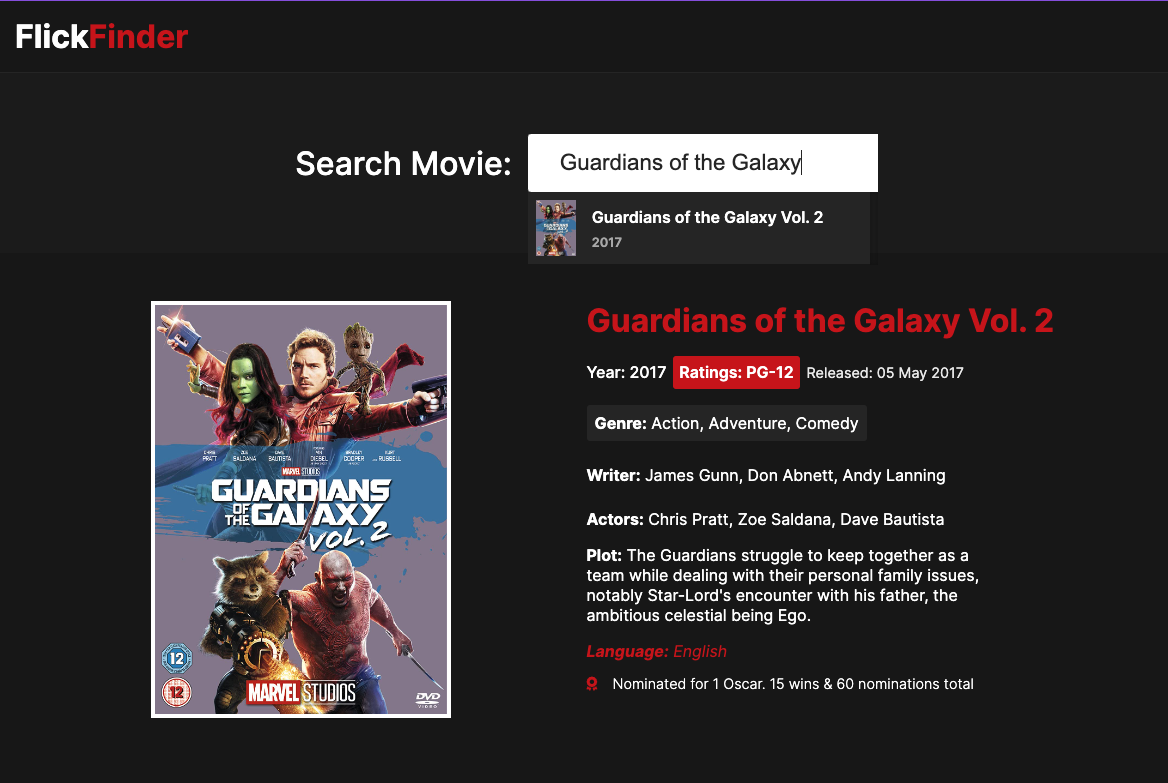 FlickFinder
Search Movie: Guardians of the Galaxy
Guardians of the Galaxy Vol. 2
2017
Guardians of the Galaxy Vol. 2
Year: 2017 Ratings: PG-12 Released: 05 May 2017
Genre: Action, Adventure, Comedy
Writer: James Gunn, Don Abnett, Andy Lanning
Actors: Chris Pratt, Zoe Saldana, Dave Bautista
Plot: The Guardians struggle to keep together as a
team while dealing with their personal family issues,
notably Star-Lord's encounter with his father, the
ambitious celestial being Ego.
Language: English
Nominated for 1 Oscar. 15 wins & 60 nominations total
CHRIS PRATT
ZOE SALDANA
DAVE BAUTISTA
VIN DIESEL
BRADLEY COOPER
KURT RUSSELL
MARVEL STUDIOS
GUARDIANS
OF THE GALAXY
VOL. 2
12
12
MARVEL STUDIOS
DVD
VIDEO